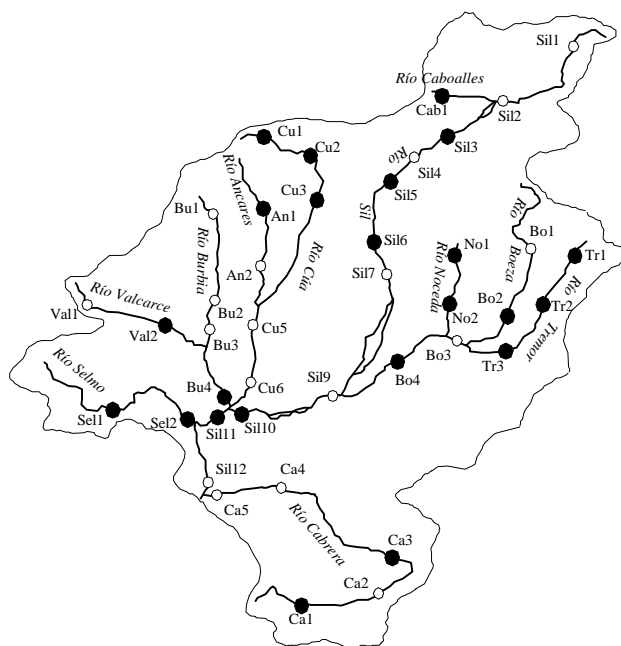 Sil1
Río Caboalles
Cab1
Sil2
Cu1
Cu2
Sil3
Río
Sil4
Río Ancares
Cu3
Sil5
Río
Bu1
An1
Sil
Sil6
No1
Boeza
Bo1
Tr1
Río Burbia
Río Cúa
Río Noceda
Río
An2
Sil7
Río Valcarce
Val1
Bu2
No2
Bo2
Tr2
Tremor
Val2
Bu3
Cu5
Bo3
Tr3
Río Selmo
Bu4
Cu6
Sil9
Bo4
Sel1
Sel2
Sil11
Sil10
Sil12
Ca4
Ca5
Río Cabrera
Ca3
Ca2
Ca1